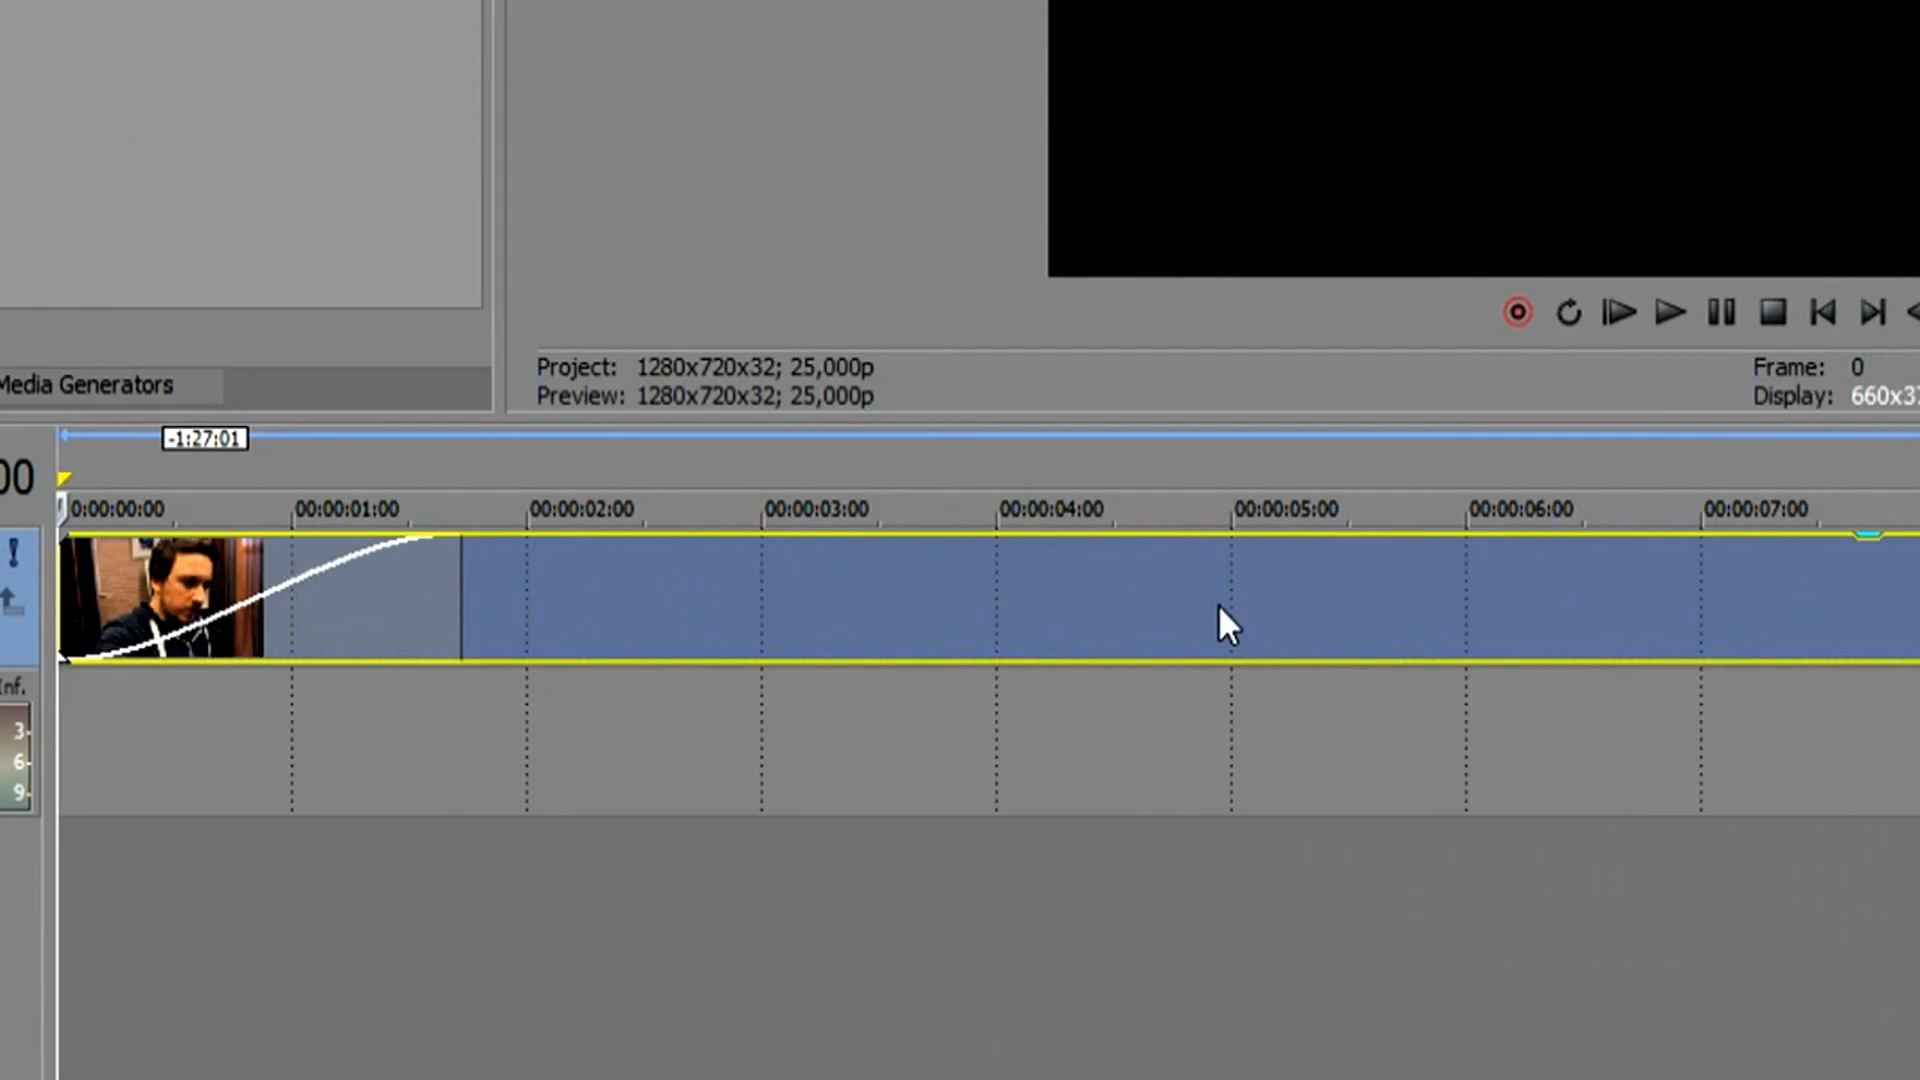 Project: 1280x720x32; 25,000p
Frame: 0
Media Generators
Preview: 1280x720x32; 25,000p
Display: 660x37
-1:27:01
00
0:00:00:00 00:00:01:00 00:00:02:00 00:00:03:00 00:00:04:00 00:00:05:00 00:00:06:00 00:00:07:00
Inf.
3-
6-
9-